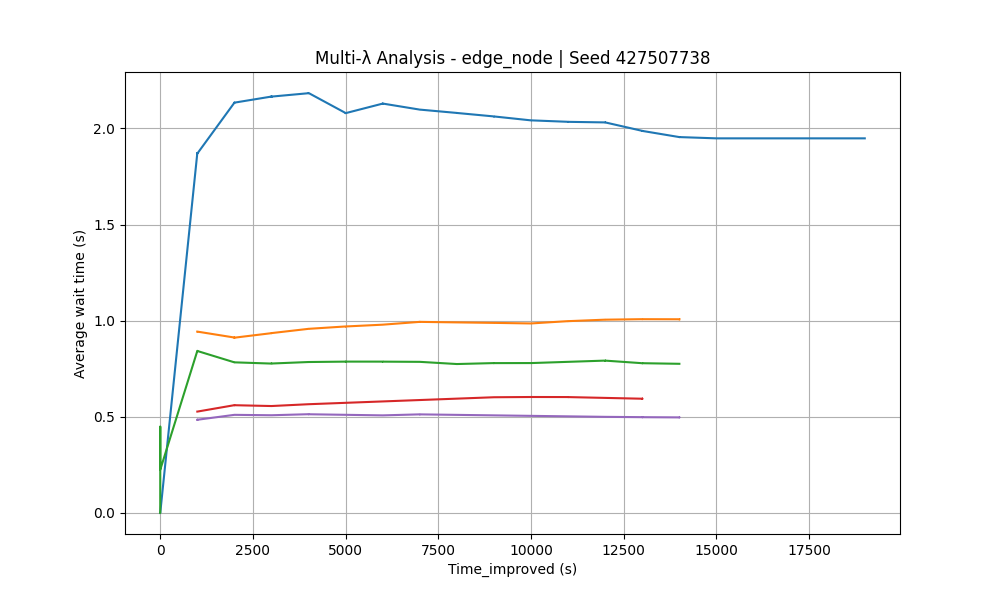 Multi-λ Analysis - edge_node | Seed 427507738
Average wait time (s)
2.0
1.5
1.0
0.5
0.0
0 2500 5000 7500 10000 12500 15000 17500
Time_improved (s)